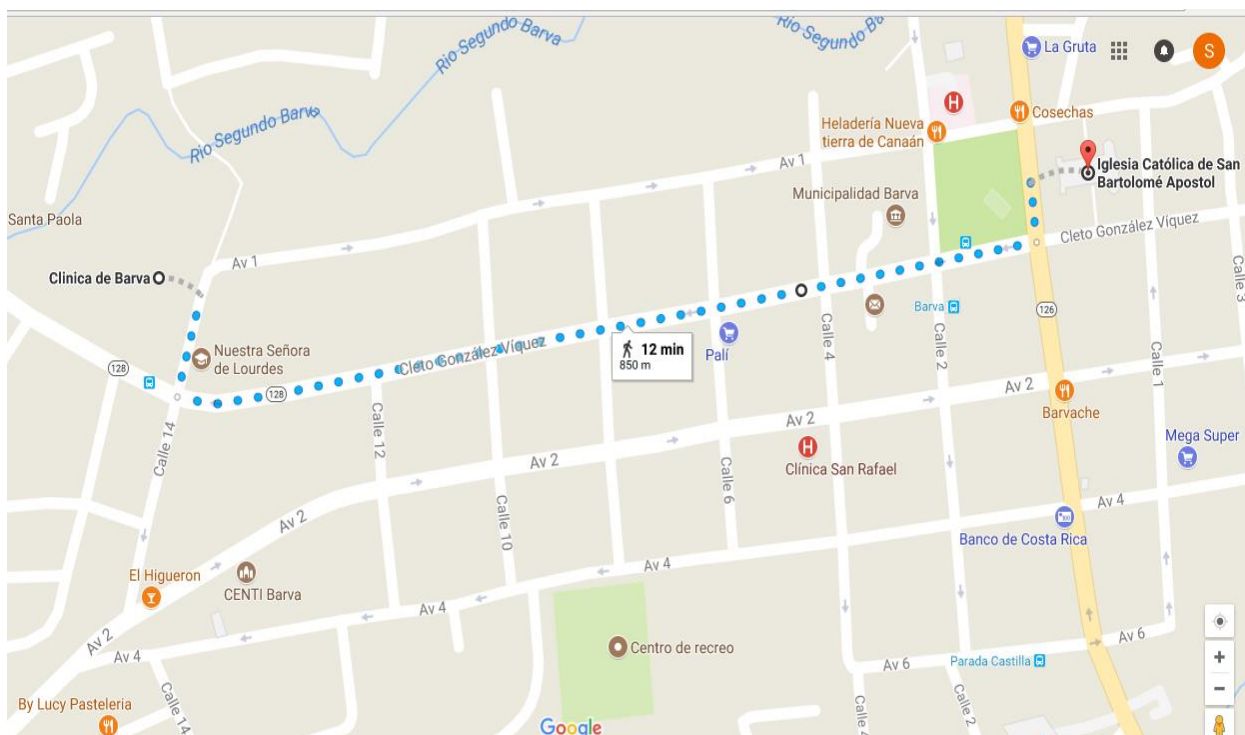 Rio Segundo Barva
Rio Segundo Ba
La Gruta
S
H
Cosechas
Heladería Nueva
tierra de Canaán
Iglesia Católica de San
Bartolomé Apostol
Rio Segundo Barva
Av 1
Municipalidad Barva
Santa Paola
Cleto González Víquez
Clinica de Barva
Av 1
Calle 3
Barva
126
Nuestra Señora
de Lourdes
Cleto González Víquez
12 min
850 m
Palí
Calle 4
Calle 2
Calle 1
128
128
Av 2
Barvache
Calle 14
Calle 12
Av 2
H
Clínica San Rafael
Mega Super
Av 2
Calle 10
Calle 6
Av 4
Banco de Costa Rica
El Higueron
CENTI Barva
Av 4
Av 4
Av 2
Av 4
Centro de recreo
Av 6
Av 6
Parada Castilla
+
−
By Lucy Pasteleria
Calle 14
Google
Calle 4
Calle 2